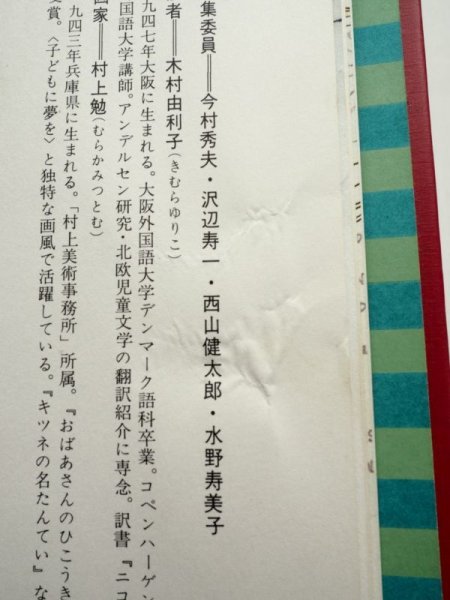 集委員──今村秀夫・沢辺寿一・西山健太郎・水野寿美子
者──木村由利子(きむらゆりこ)
九四七年大阪に生まれる。大阪外国語大学デンマーク語科卒業。コペンハーゲン
国語大学講師。アンデルセン研究・北欧児童文学の翻訳紹介に専念。訳書『ニコ
画家──村上勉(むらかみつとむ)
九四三年兵庫県に生まれる。「村上美術事務所」所属。『おばあさんのひこうき
賞。〈子どもに夢を〉と独特な画風で活躍している。『キツネの名たんてい』な